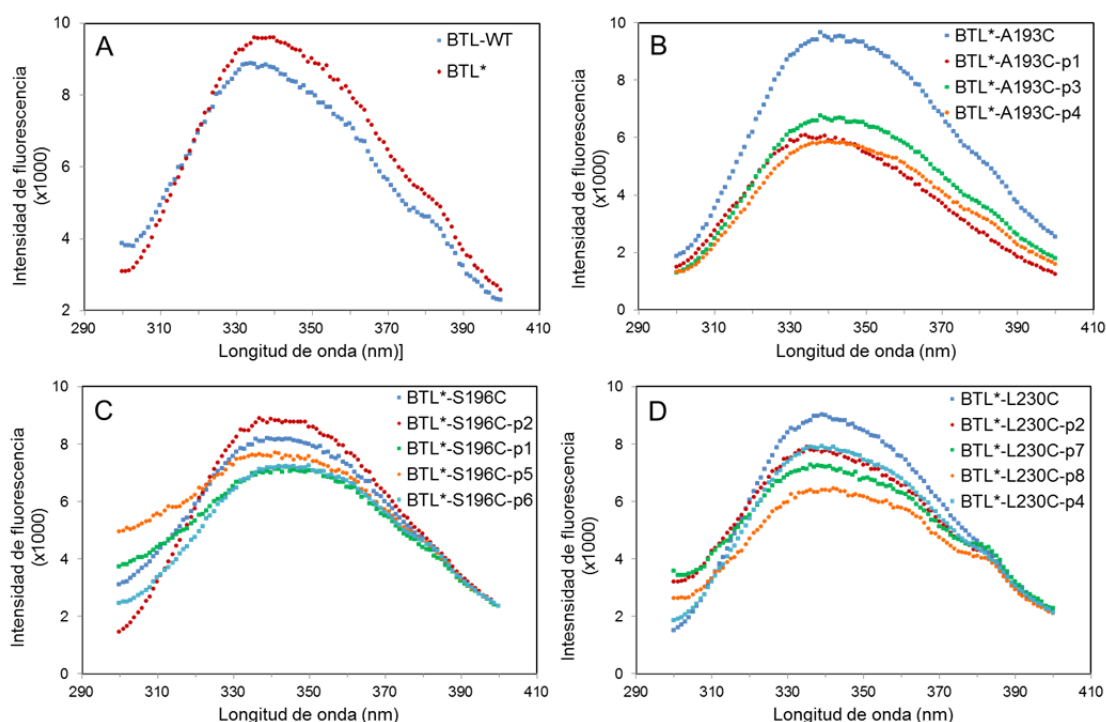 A
BTL-WT
BTL*
Intensidad de fluorescencia
(x1000)
10
8
6
4
2
290 310 330 350 370 390 410
Longitud de onda (nm)]
B
BTL*-A193C
BTL*-A193C-p1
BTL*-A193C-p3
BTL*-A193C-p4
Intensidad de fluorescencia
(x1000)
10
8
6
4
2
0
290 310 330 350 370 390 410
Longitud de onda (nm)
C
BTL*-S196C
BTL*-S196C-p2
BTL*-S196C-p1
BTL*-S196C-p5
BTL*-S196C-p6
Intensidad de fluorescencia
(x1000)
10
8
6
4
2
0
290 310 330 350 370 390 410
Longitud de onda (nm)
D
BTL*-L230C
BTL*-L230C-p2
BTL*-L230C-p7
BTL*-L230C-p8
BTL*-L230C-p4
Intesnsidad de fluorescencia
(x1000)
10
8
6
4
2
0
290 310 330 350 370 390 410
Longitud de onda (nm)